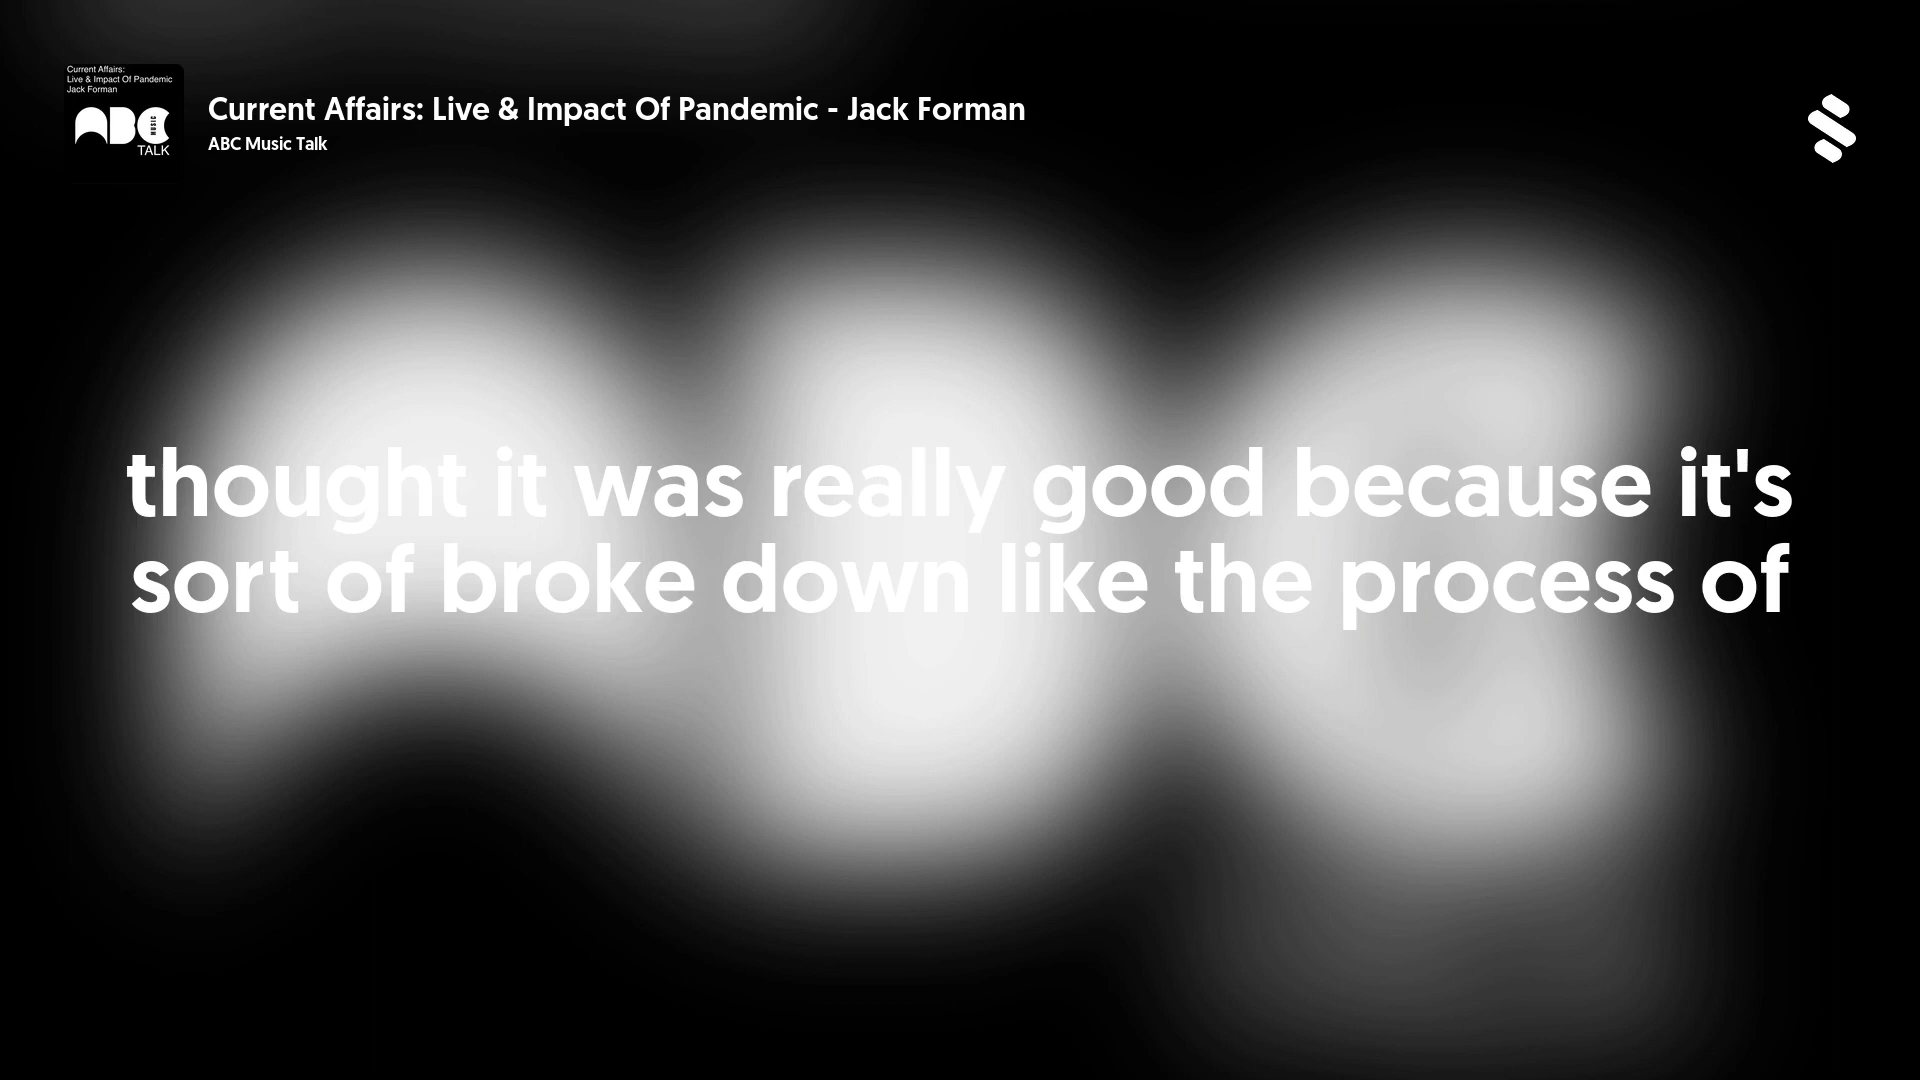 Current Affairs:
Live & Impact Of Pandemic
Jack Forman
ABC
MUSIC
TALK
Current Affairs: Live & Impact Of Pandemic - Jack Forman
ABC Music Talk
thought it was really good because it's
sort of broke down like the process of